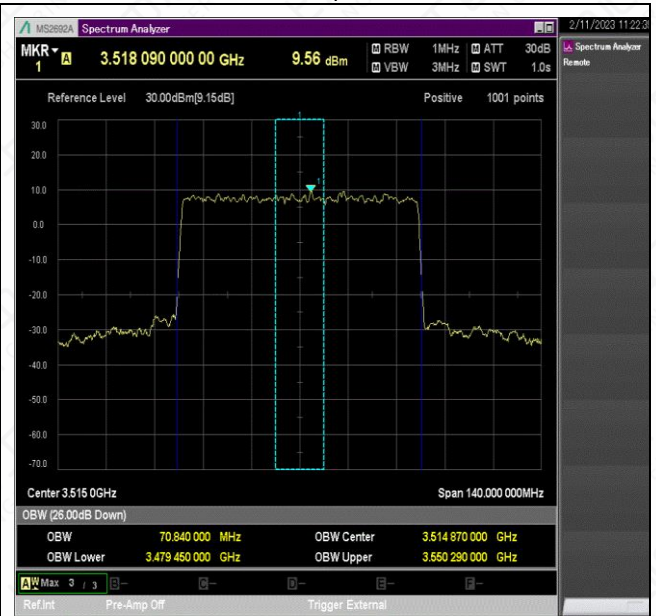 MS2692A Spectrum Analyzer 2/11/2023 11:22:3
MKR 1 A 3.518 090 000 00 GHz 9.56 dBm M RBW 1MHz M ATT 30dB
M VBW 3MHz M SWT 1.0s
Spectrum Analyzer
Remote
Reference Level 30.00dBm[9.15dB] Positive 1001 points
1
30.0
20.0
10.0
1
0.0
-10.0
-20.0
-30.0
-40.0
-50.0
-60.0
-70.0
Center 3.515 0GHz Span 140.000 000MHz
OBW (26.00dB Down)
OBW 70.840 000 MHz OBW Center 3.514 870 000 GHz
OBW Lower 3.479 450 000 GHz OBW Upper 3.550 290 000 GHz
A W Max 3 / 3 B- C- D- E- F-
Ref.Int Pre-Amp Off Trigger External